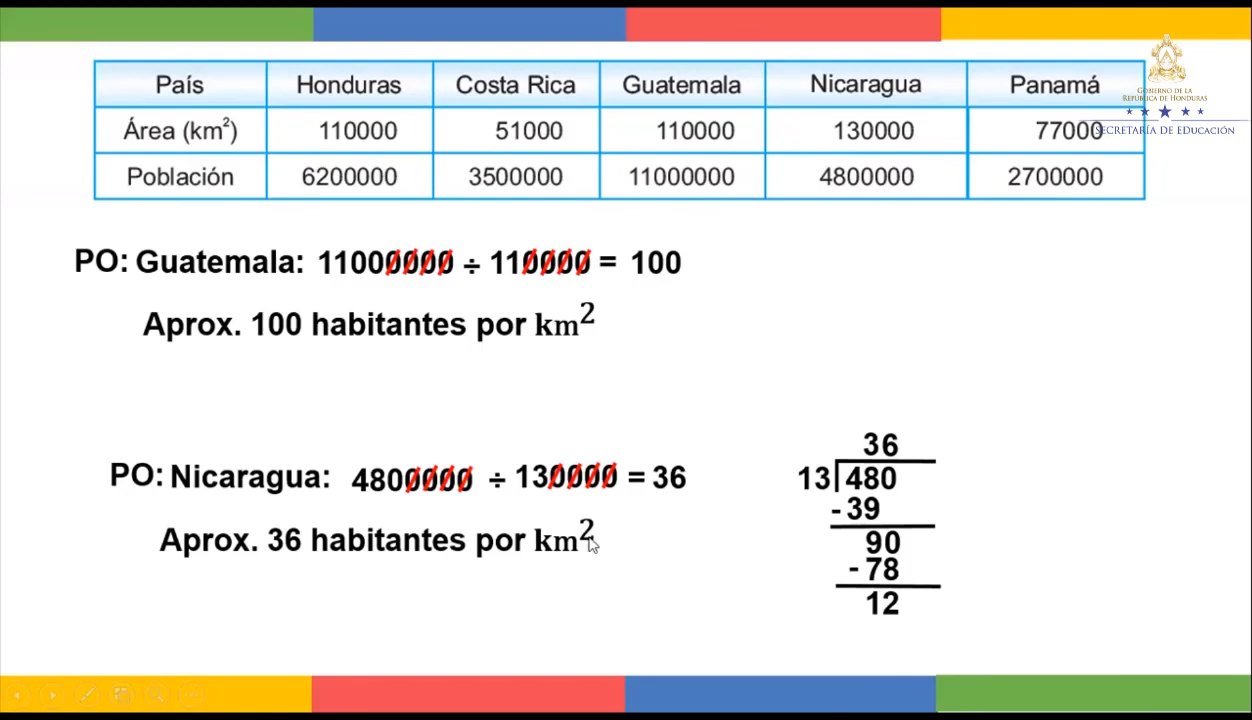 País Honduras Costa Rica Guatemala Nicaragua Panamá
Área (km²) 110000 51000 110000 130000 77000
Población 6200000 3500000 11000000 4800000 2700000
GOBIERNO DE LA
REPÚBLICA DE HONDURAS
SECRETARÍA DE EDUCACIÓN
PO: Guatemala: 11000000 ÷ 110000 = 100
Aprox. 100 habitantes por km²
PO: Nicaragua: 4800000 ÷ 130000 = 36
Aprox. 36 habitantes por km²
36
13 480
- 39
90
- 78
12